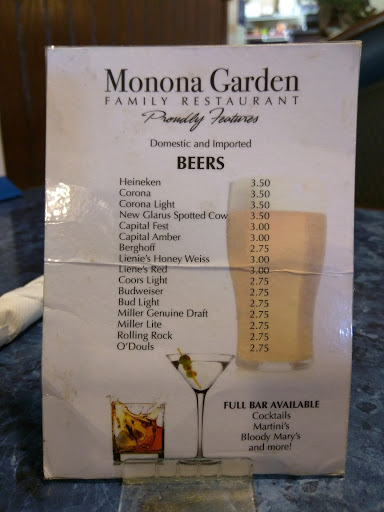 Monona Garden
FAMILY RESTAURANT
Proudly Features
Domestic and Imported
BEERS
Heineken 3.50
Corona 3.50
Corona Light 3.50
New Glarus Spotted Cow 3.50
Capital Fest 3.00
Capital Amber 3.00
Berghoff 2.75
Lienie's Honey Weiss 3.00
Liene's Red 3.00
Coors Light 2.75
Budweiser 2.75
Bud Light 2.75
Miller Genuine Draft 2.75
Miller Lite 2.75
Rolling Rock 2.75
O'Douls 2.75
FULL BAR AVAILABLE
Cocktails
Martini's
Bloody Mary's
and more!